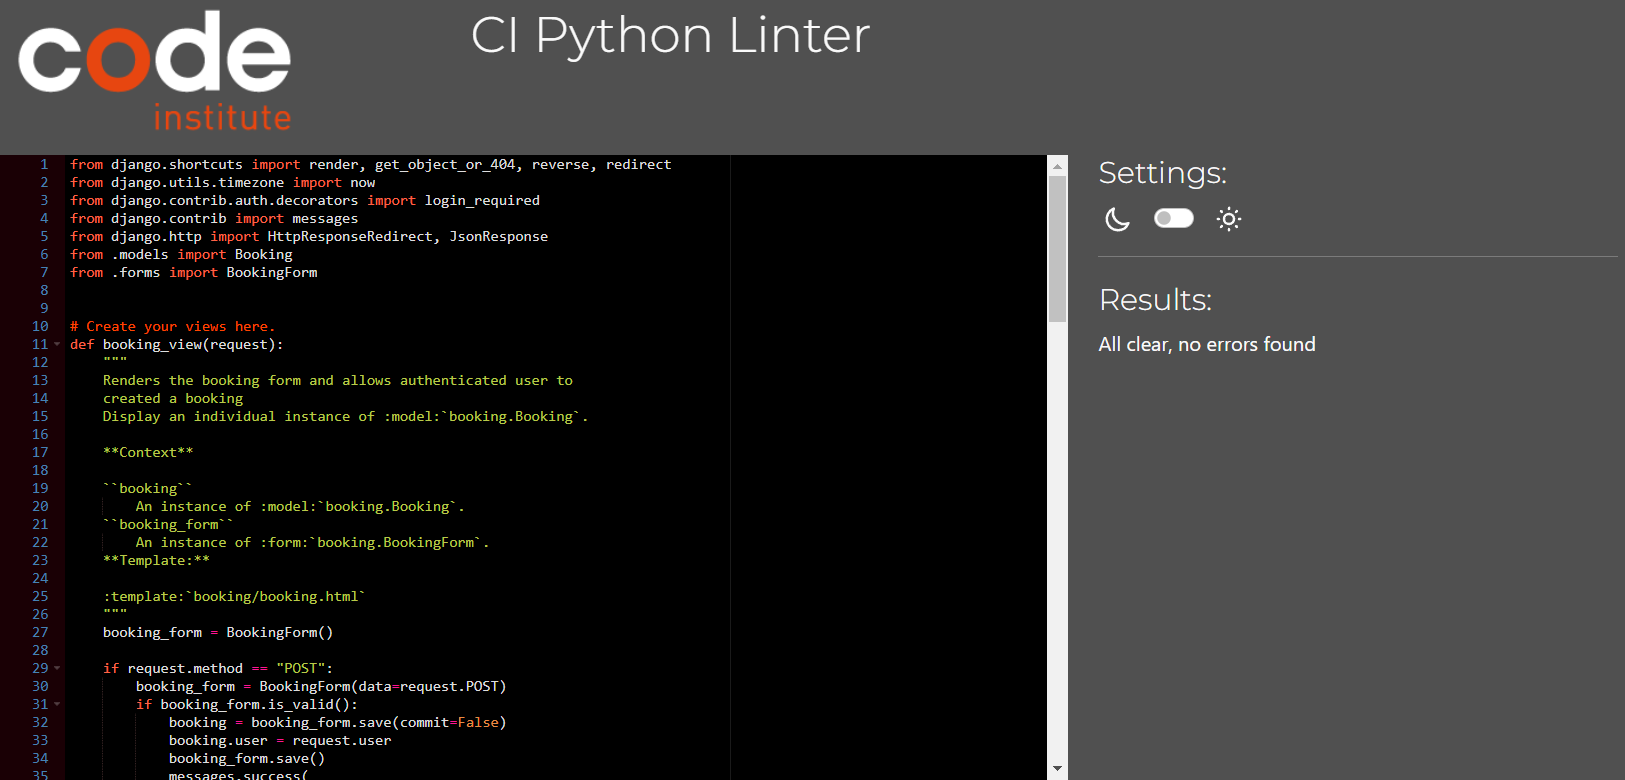 code
institute
CI Python Linter
1 from django.shortcuts import render, get_object_or_404, reverse, redirect
2 from django.utils.timezone import now
3 from django.contrib.auth.decorators import login_required
4 from django.contrib import messages
5 from django.http import HttpResponseRedirect, JsonResponse
6 from .models import Booking
7 from .forms import BookingForm
8
9
10 # Create your views here.
11 def booking_view(request):
12     """
13     Renders the booking form and allows authenticated user to
14     created a booking
15     Display an individual instance of :model:`booking.Booking`.
16
17     **Context**
18
19     ``booking``
20         An instance of :model:`booking.Booking`.
21     ``booking_form``
22         An instance of :form:`booking.BookingForm`.
23     **Template:**
24
25     :template:`booking/booking.html`
26     """
27     booking_form = BookingForm()
28
29     if request.method == "POST":
30         booking_form = BookingForm(data=request.POST)
31         if booking_form.is_valid():
32             booking = booking_form.save(commit=False)
33             booking.user = request.user
34             booking_form.save()
35             messages.success(
Settings:
Results:
All clear, no errors found